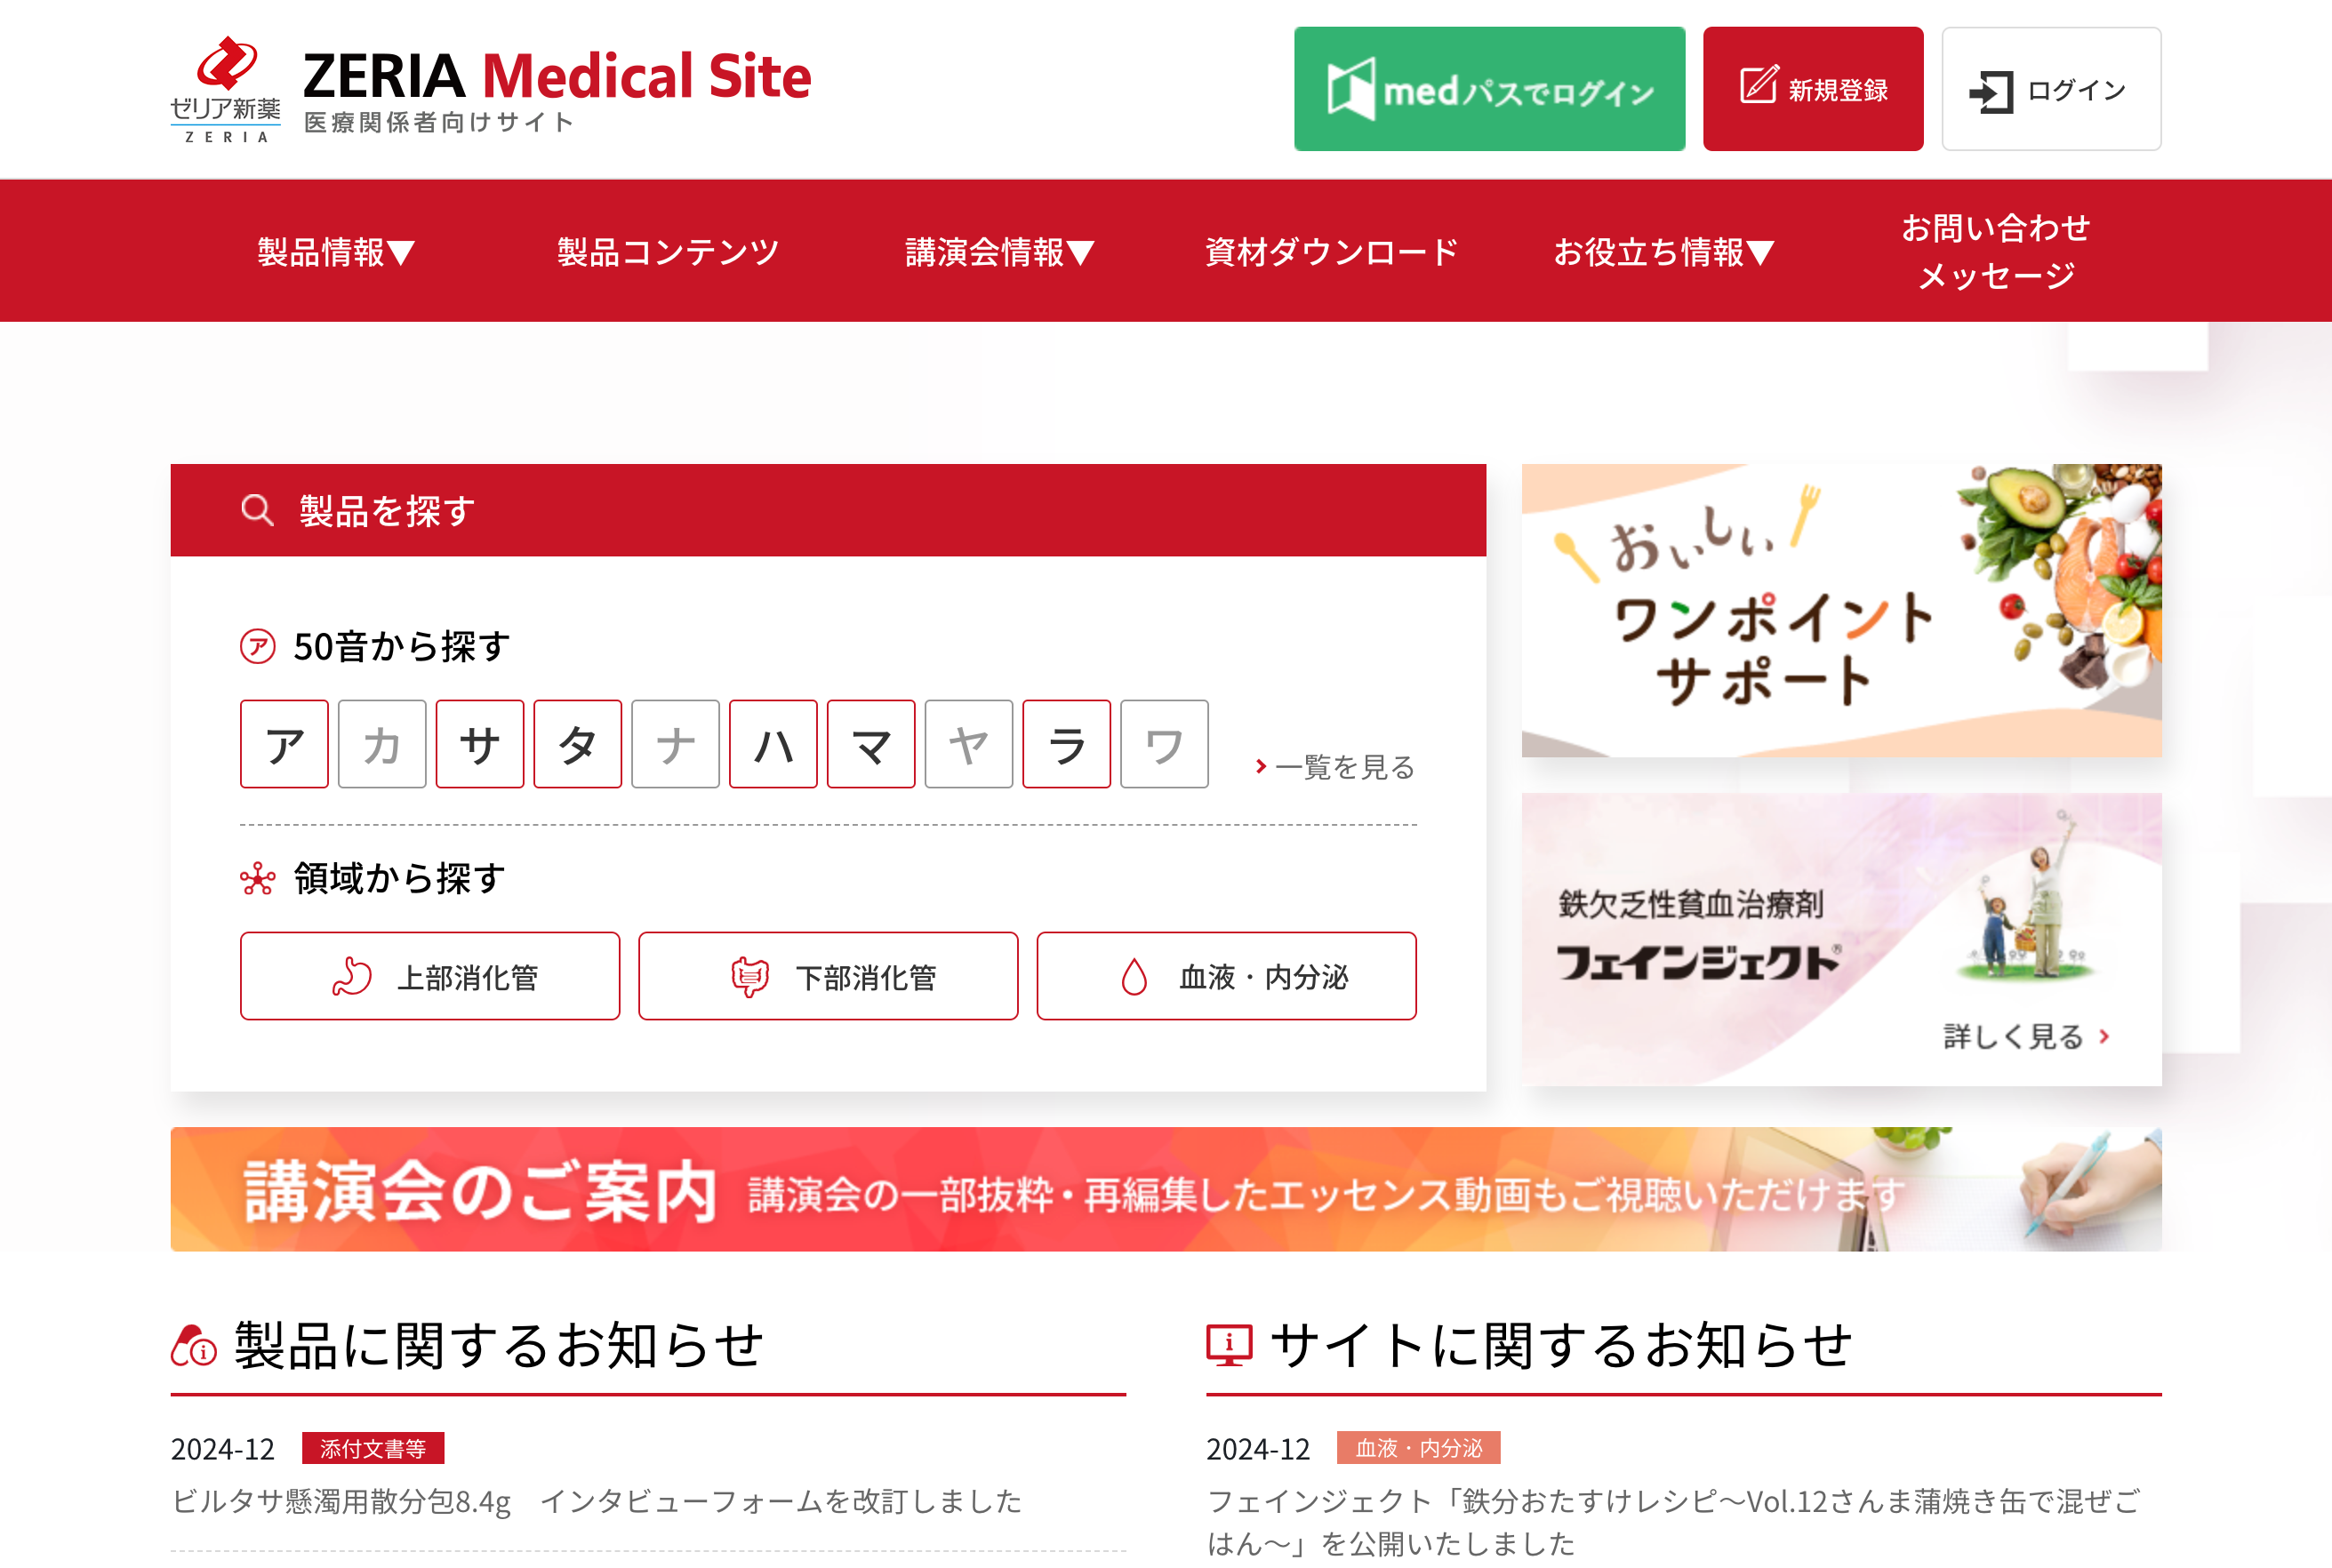 ゼリア新薬
ZERIA
ZERIA Medical Site
医療関係者向けサイト
medパスでログイン
新規登録
ログイン
製品情報▼
製品コンテンツ
講演会情報▼
資材ダウンロード
お役立ち情報▼
お問い合わせ
メッセージ
製品を探す
ア 50音から探す
ア カ サ タ ナ ハ マ ヤ ラ ワ
一覧を見る
領域から探す
上部消化管
下部消化管
血液・内分泌
おいしい
ワンポイント
サポート
鉄欠乏性貧血治療剤
フェインジェクト®
詳しく見る
講演会のご案内 講演会の一部抜粋・再編集したエッセンス動画もご視聴いただけます
製品に関するお知らせ
2024-12 添付文書等
ビルタサ懸濁用散分包8.4g　インタビューフォームを改訂しました
サイトに関するお知らせ
2024-12 血液・内分泌
フェインジェクト「鉄分おたすけレシピ～Vol.12さんま蒲焼き缶で混ぜご
はん～」を公開いたしました